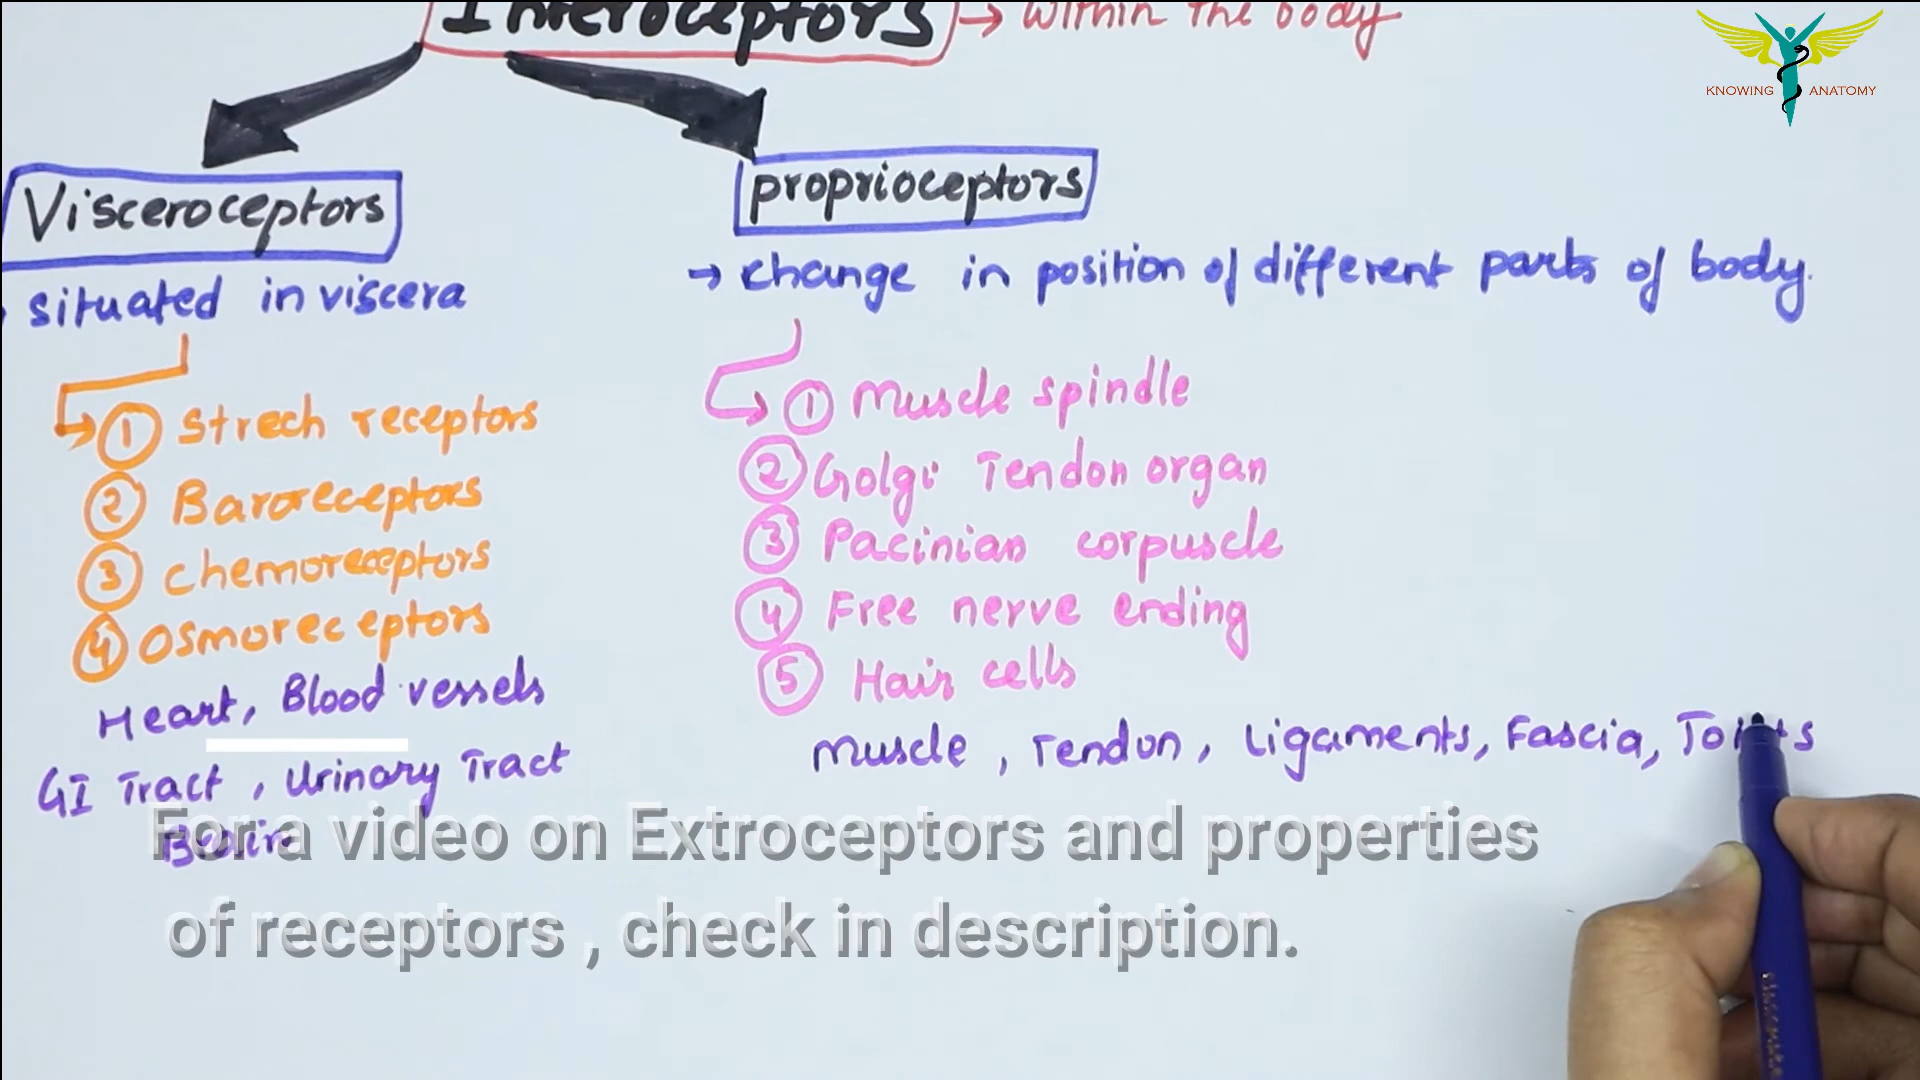 Interoceptors → within the body
KNOWING ANATOMY
Visceroceptors
situated in viscera
① Strech receptors
② Baroreceptors
③ chemoreceptors
④ Osmoreceptors
Heart, Blood vessels
GI Tract, Urinary Tract
Brain
proprioceptors
→ change in position of different parts of body.
① Muscle spindle
② Golgi Tendon organ
③ Pacinian corpuscle
④ Free nerve ending
⑤ Hair cells
Muscle, Tendon, Ligaments, Fascia, Joints
For a video on Extroceptors and properties
of receptors , check in description.